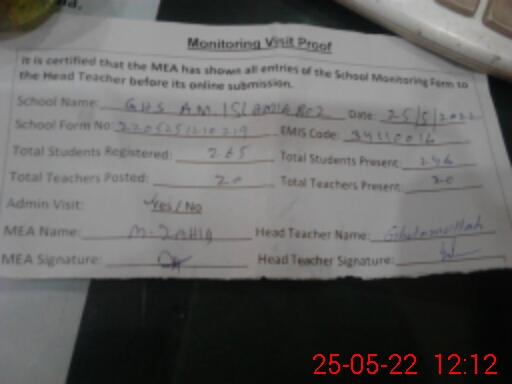 Monitoring Visit Proof
It is certified that the MEA has shown all entries of the School Monitoring Form to
the Head Teacher before its online submission.
School Name: GHS A.M. ISLAMIA Date: 25/5/2022
School Form No: EMIS Code:
Total Students Registered: 265 Total Students Present:
Total Teachers Posted: 20 Total Teachers Present: 20
Admin Visit: Yes / No
MEA Name: Head Teacher Name:
MEA Signature: Head Teacher Signature:
25-05-22 12:12